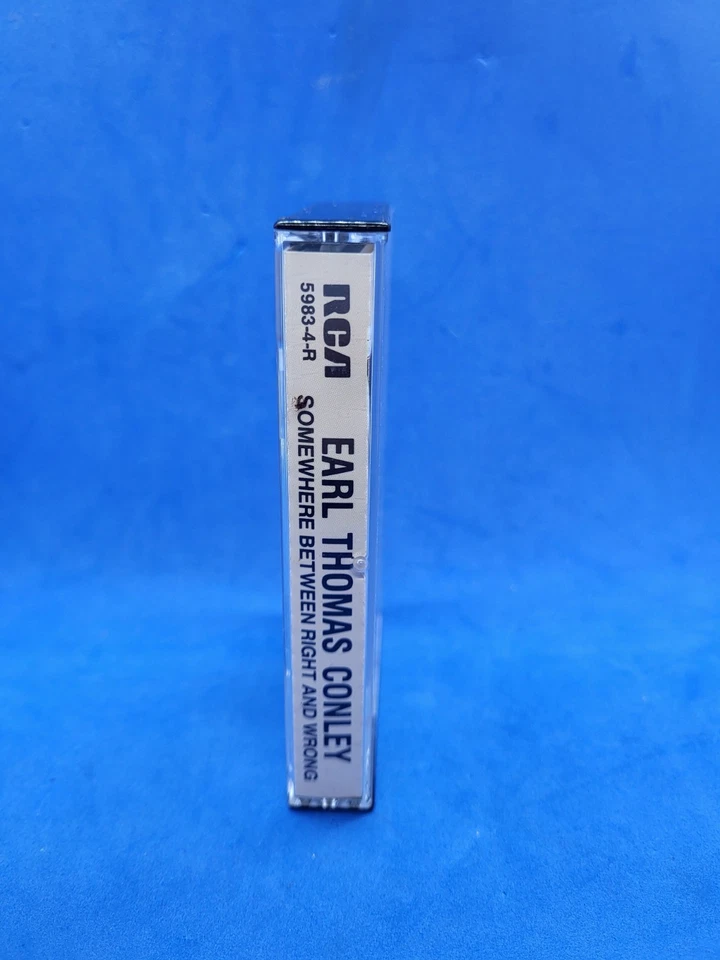 RCA
5983-4-R
EARL THOMAS CONLEY
SOMEWHERE BETWEEN RIGHT AND WRONG